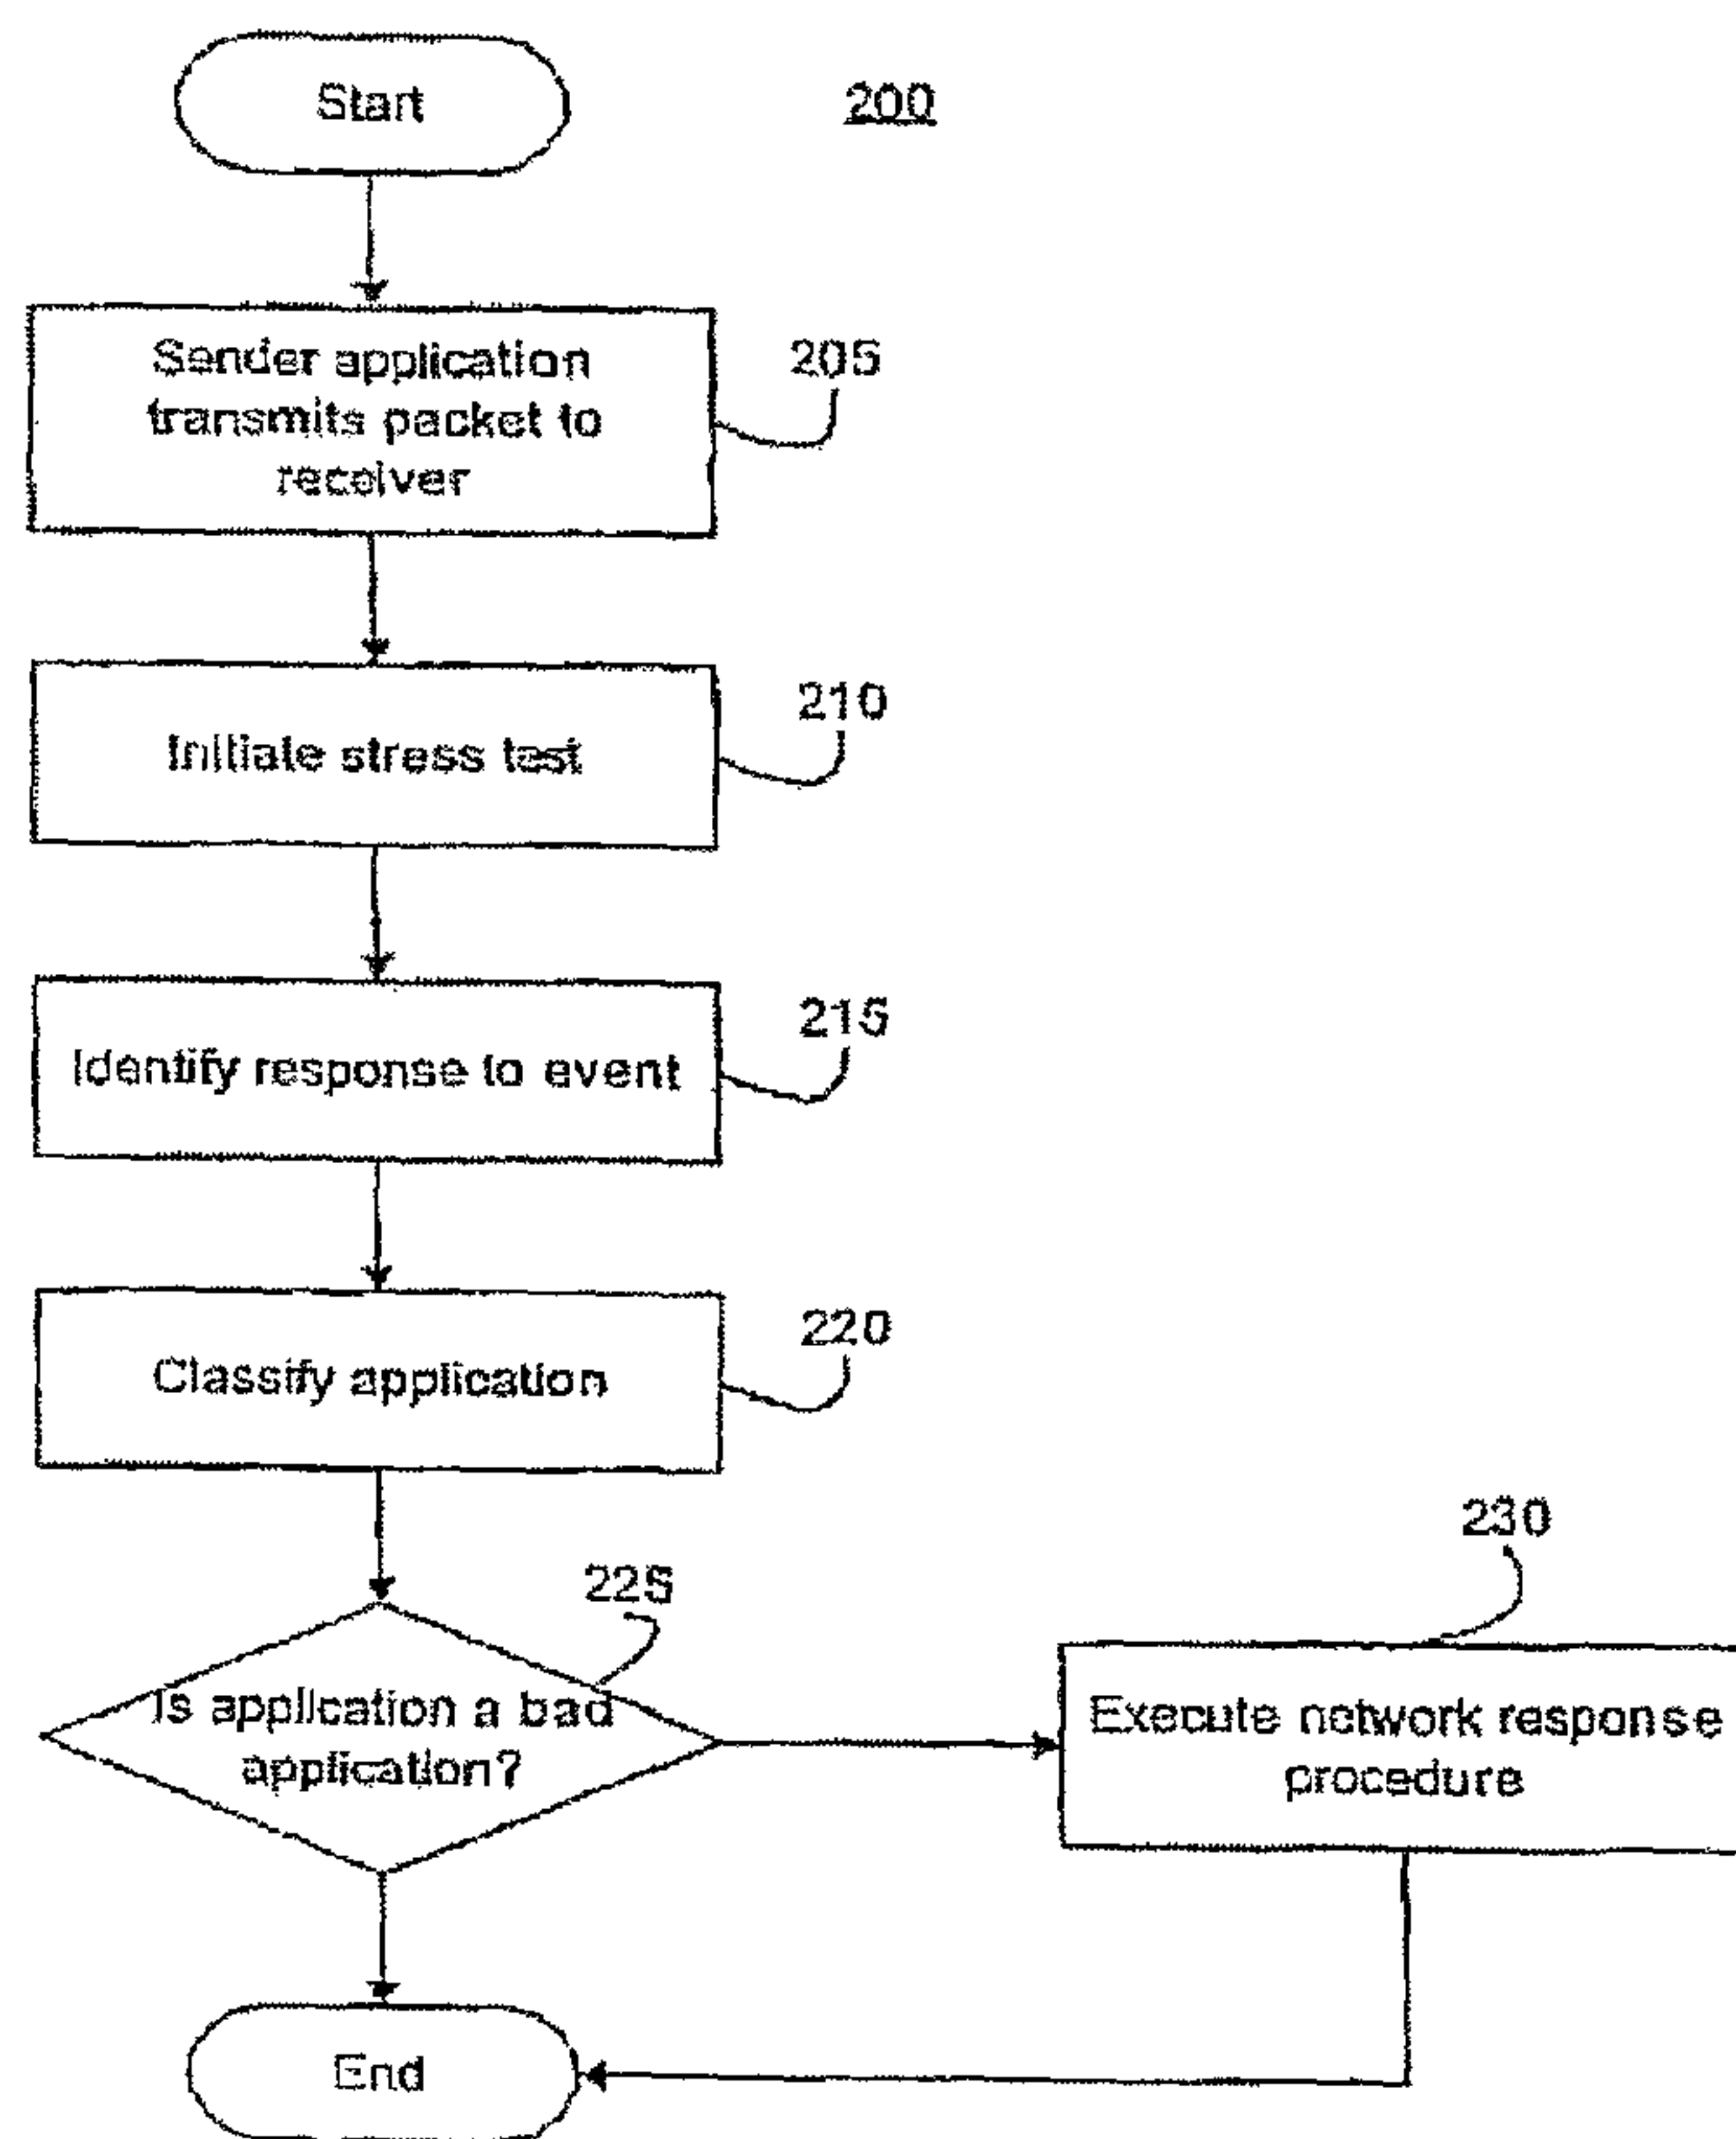 Start
200
Sender application
transmits packet to
receiver
205
Initiate stress test
210
Identify response to event
215
Classify application
220
225
230
Is application a bad
application?
Execute network response
procedure
End